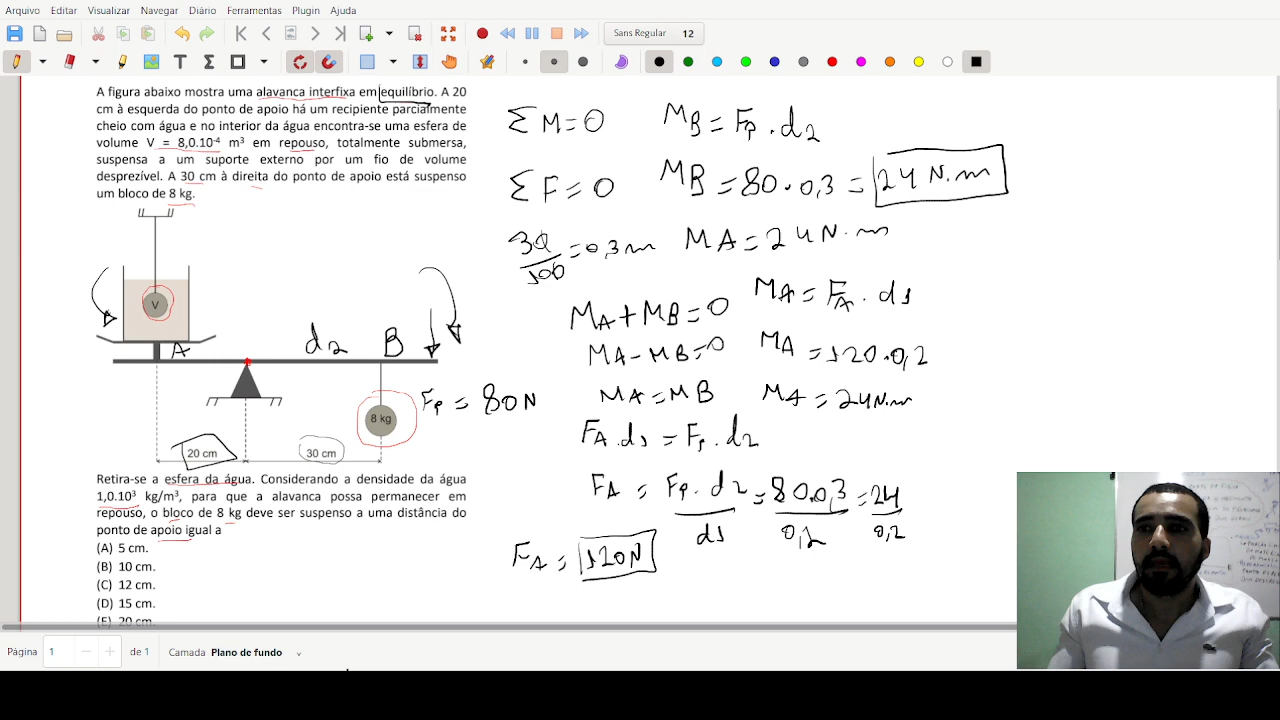 Arquivo Editar Visualizar Navegar Diário Ferramentas Plugin Ajuda
Sans Regular 12
A figura abaixo mostra uma alavanca interfixa em equilíbrio. A 20
cm à esquerda do ponto de apoio há um recipiente parcialmente
cheio com água e no interior da água encontra-se uma esfera de
volume V = 8,0.10⁻⁴ m³ em repouso, totalmente submersa,
suspensa a um suporte externo por um fio de volume
desprezível. A 30 cm à direita do ponto de apoio está suspenso
um bloco de 8 kg.
V
A
d2
B
8 kg
Fp = 80N
20 cm
30 cm
Retira-se a esfera da água. Considerando a densidade da água
1,0.10³ kg/m³, para que a alavanca possa permanecer em
repouso, o bloco de 8 kg deve ser suspenso a uma distância do
ponto de apoio igual a
(A) 5 cm.
(B) 10 cm.
(C) 12 cm.
(D) 15 cm.
(E) 20 cm.
ΣM=0
MB=Fp.d2
ΣF=0
MB=80.0,3=24N.m
30/100=0,3m
MA=24N.m
MA+MB=0
MA=FA.d1
MA-MB=0
MA=120.0,2
MA=MB
MA=24N.m
FA.d1=Fp.d2
FA = Fp.d2/d1=80.0,3/0,2=24/0,2
FA = 120N
Página 1 de 1 Camada Plano de fundo